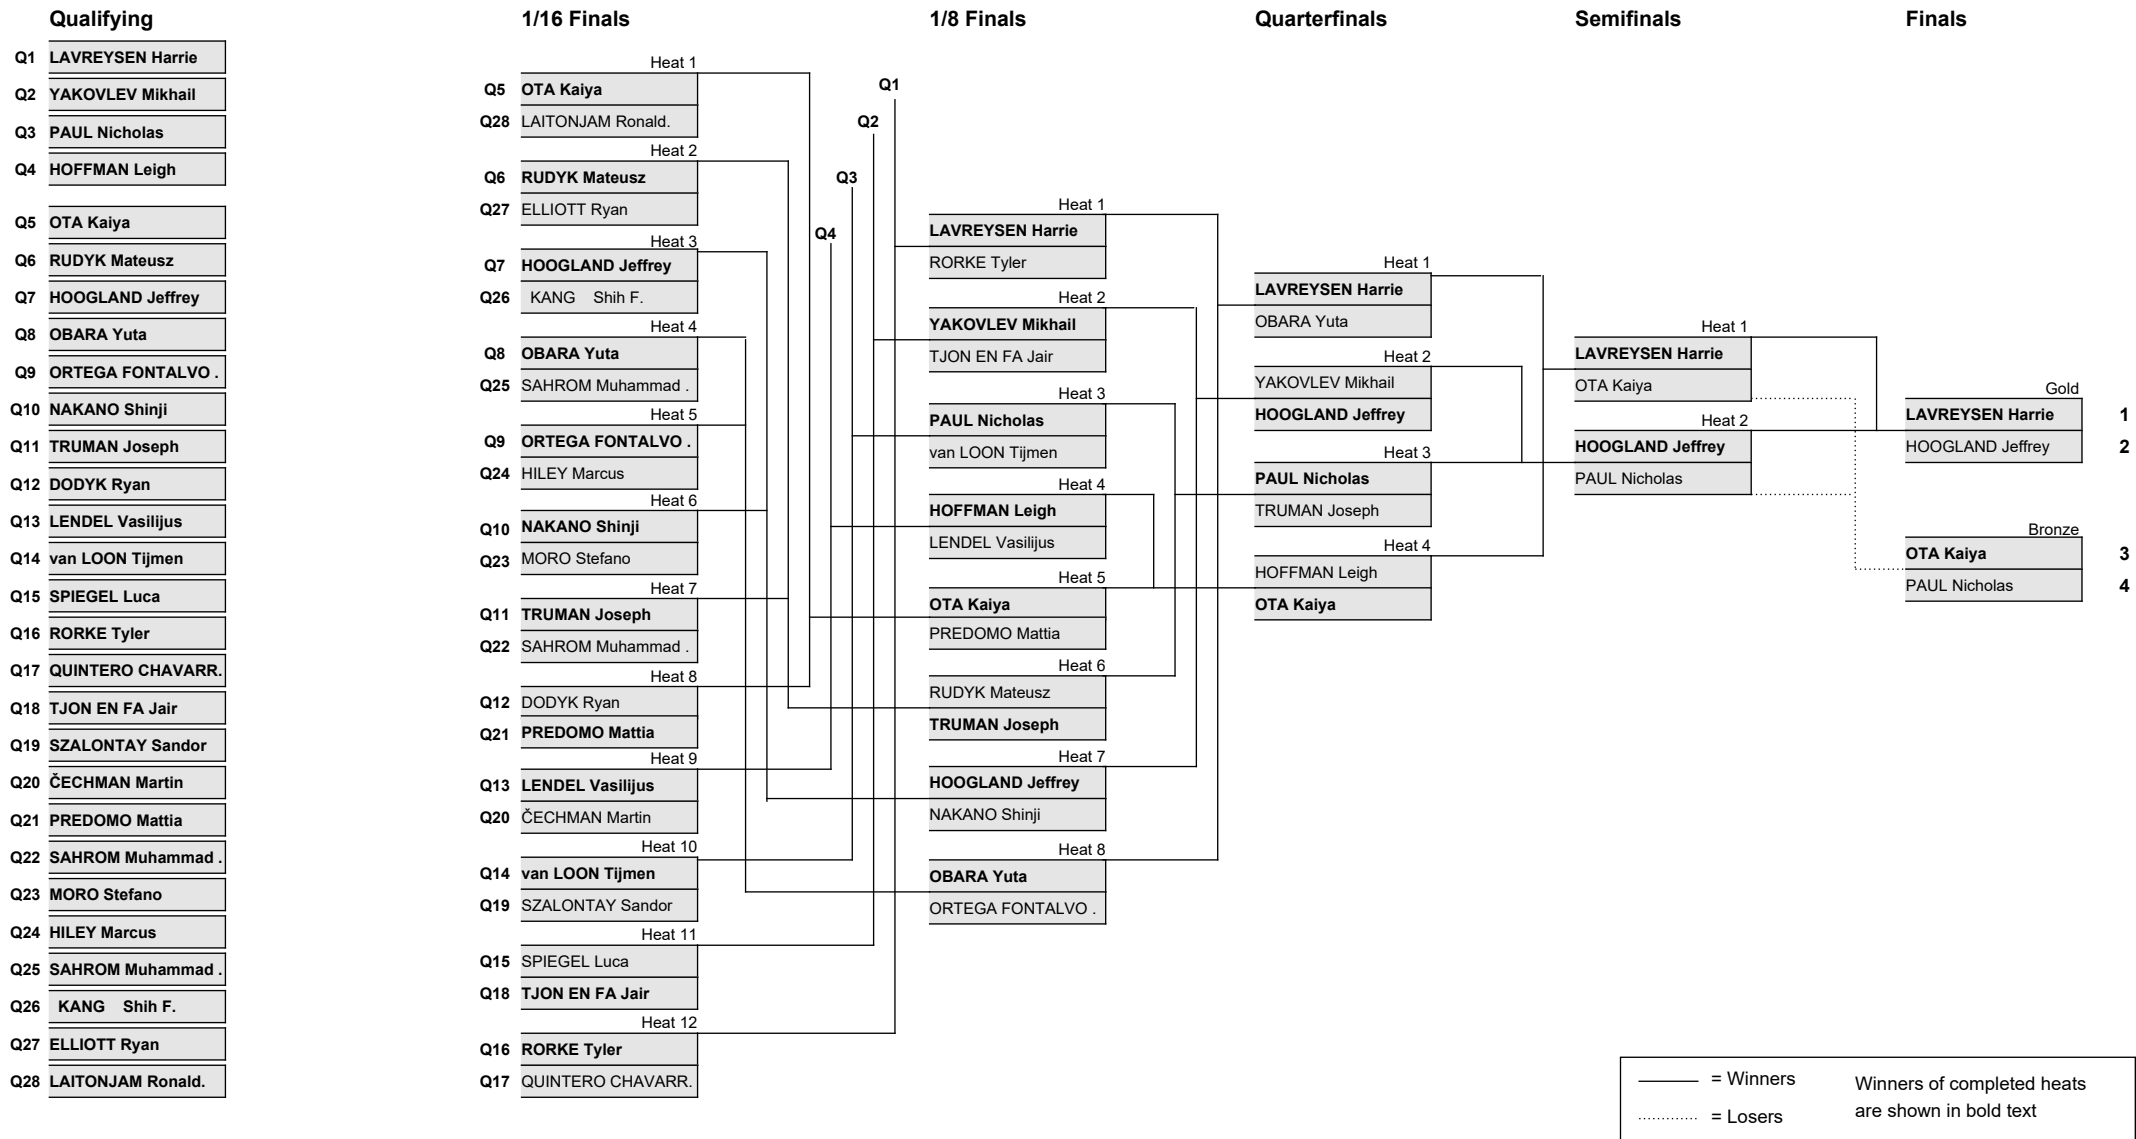 Qualifying
Q1 LAVREYSEN Harrie
Q2 YAKOVLEV Mikhail
Q3 PAUL Nicholas
Q4 HOFFMAN Leigh
Q5 OTA Kaiya
Q6 RUDYK Mateusz
Q7 HOOGLAND Jeffrey
Q8 OBARA Yuta
Q9 ORTEGA FONTALVO .
Q10 NAKANO Shinji
Q11 TRUMAN Joseph
Q12 DODYK Ryan
Q13 LENDEL Vasilijus
Q14 van LOON Tijmen
Q15 SPIEGEL Luca
Q16 RORKE Tyler
Q17 QUINTERO CHAVARR.
Q18 TJON EN FA Jair
Q19 SZALONTAY Sandor
Q20 ČECHMAN Martin
Q21 PREDOMO Mattia
Q22 SAHROM Muhammad .
Q23 MORO Stefano
Q24 HILEY Marcus
Q25 SAHROM Muhammad .
Q26 KANG Shih F.
Q27 ELLIOTT Ryan
Q28 LAITONJAM Ronald.
1/16 Finals
Heat 1
Q5 OTA Kaiya
Q28 LAITONJAM Ronald.
Heat 2
Q6 RUDYK Mateusz
Q27 ELLIOTT Ryan
Heat 3
Q7 HOOGLAND Jeffrey
Q26 KANG Shih F.
Heat 4
Q8 OBARA Yuta
Q25 SAHROM Muhammad .
Heat 5
Q9 ORTEGA FONTALVO .
Q24 HILEY Marcus
Heat 6
Q10 NAKANO Shinji
Q23 MORO Stefano
Heat 7
Q11 TRUMAN Joseph
Q22 SAHROM Muhammad .
Heat 8
Q12 DODYK Ryan
Q21 PREDOMO Mattia
Heat 9
Q13 LENDEL Vasilijus
Q20 ČECHMAN Martin
Heat 10
Q14 van LOON Tijmen
Q19 SZALONTAY Sandor
Heat 11
Q15 SPIEGEL Luca
Q18 TJON EN FA Jair
Heat 12
Q16 RORKE Tyler
Q17 QUINTERO CHAVARR.
1/8 Finals
Q1
Q2
Q3
Q4
Heat 1
LAVREYSEN Harrie
RORKE Tyler
Heat 2
YAKOVLEV Mikhail
TJON EN FA Jair
Heat 3
PAUL Nicholas
van LOON Tijmen
Heat 4
HOFFMAN Leigh
LENDEL Vasilijus
Heat 5
OTA Kaiya
PREDOMO Mattia
Heat 6
RUDYK Mateusz
TRUMAN Joseph
Heat 7
HOOGLAND Jeffrey
NAKANO Shinji
Heat 8
OBARA Yuta
ORTEGA FONTALVO .
Quarterfinals
Heat 1
LAVREYSEN Harrie
OBARA Yuta
Heat 2
YAKOVLEV Mikhail
HOOGLAND Jeffrey
Heat 3
PAUL Nicholas
TRUMAN Joseph
Heat 4
HOFFMAN Leigh
OTA Kaiya
Semifinals
Heat 1
LAVREYSEN Harrie
OTA Kaiya
Heat 2
HOOGLAND Jeffrey
PAUL Nicholas
Finals
Gold
LAVREYSEN Harrie 1
HOOGLAND Jeffrey 2
Bronze
OTA Kaiya 3
PAUL Nicholas 4
= Winners
= Losers
Winners of completed heats
are shown in bold text